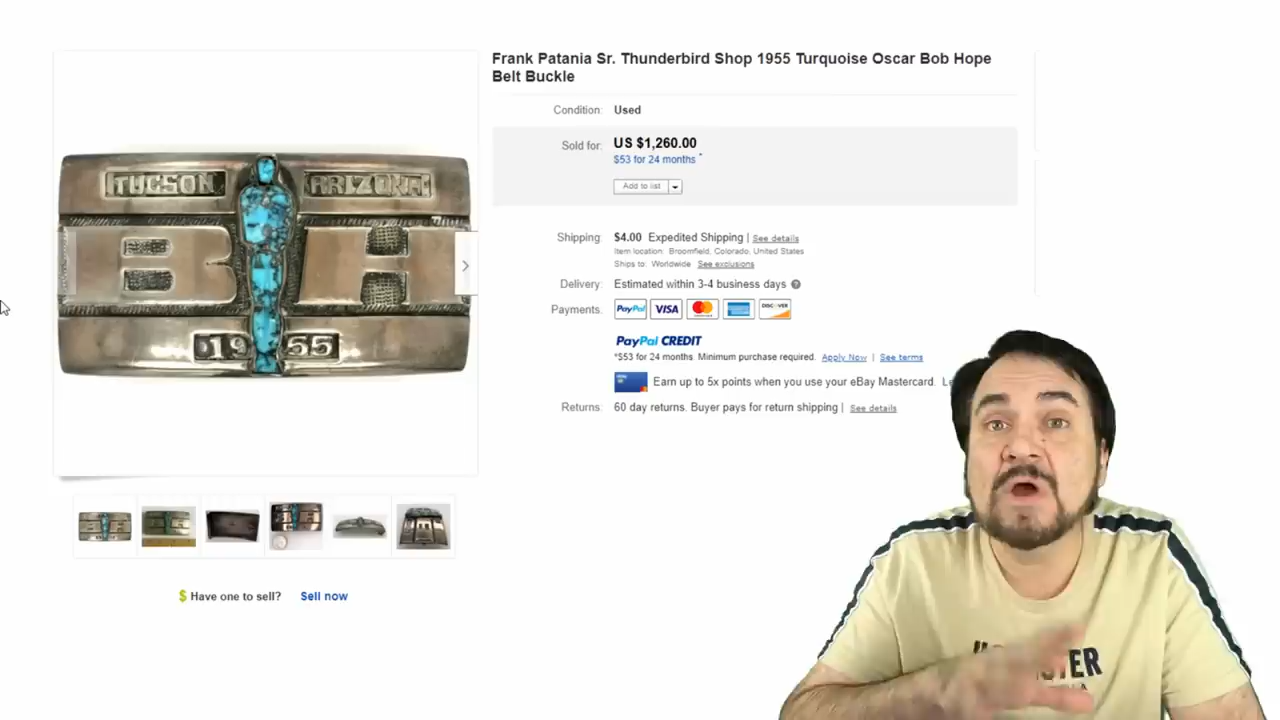 Frank Patania Sr. Thunderbird Shop 1955 Turquoise Oscar Bob Hope
Belt Buckle
Condition: Used
Sold for: US $1,260.00
$53 for 24 months *
Add to list
Shipping: $4.00 Expedited Shipping | See details
Item location: Broomfield, Colorado, United States
Ships to: Worldwide See exclusions
Delivery: Estimated within 3-4 business days ?
Payments: PayPal VISA DISCOVER
PayPal CREDIT
*$53 for 24 months. Minimum purchase required. Apply Now | See terms
Earn up to 5x points when you use your eBay Mastercard.
Returns: 60 day returns. Buyer pays for return shipping | See details
TUCSON ARIZONA
B H
1955
$ Have one to sell? Sell now